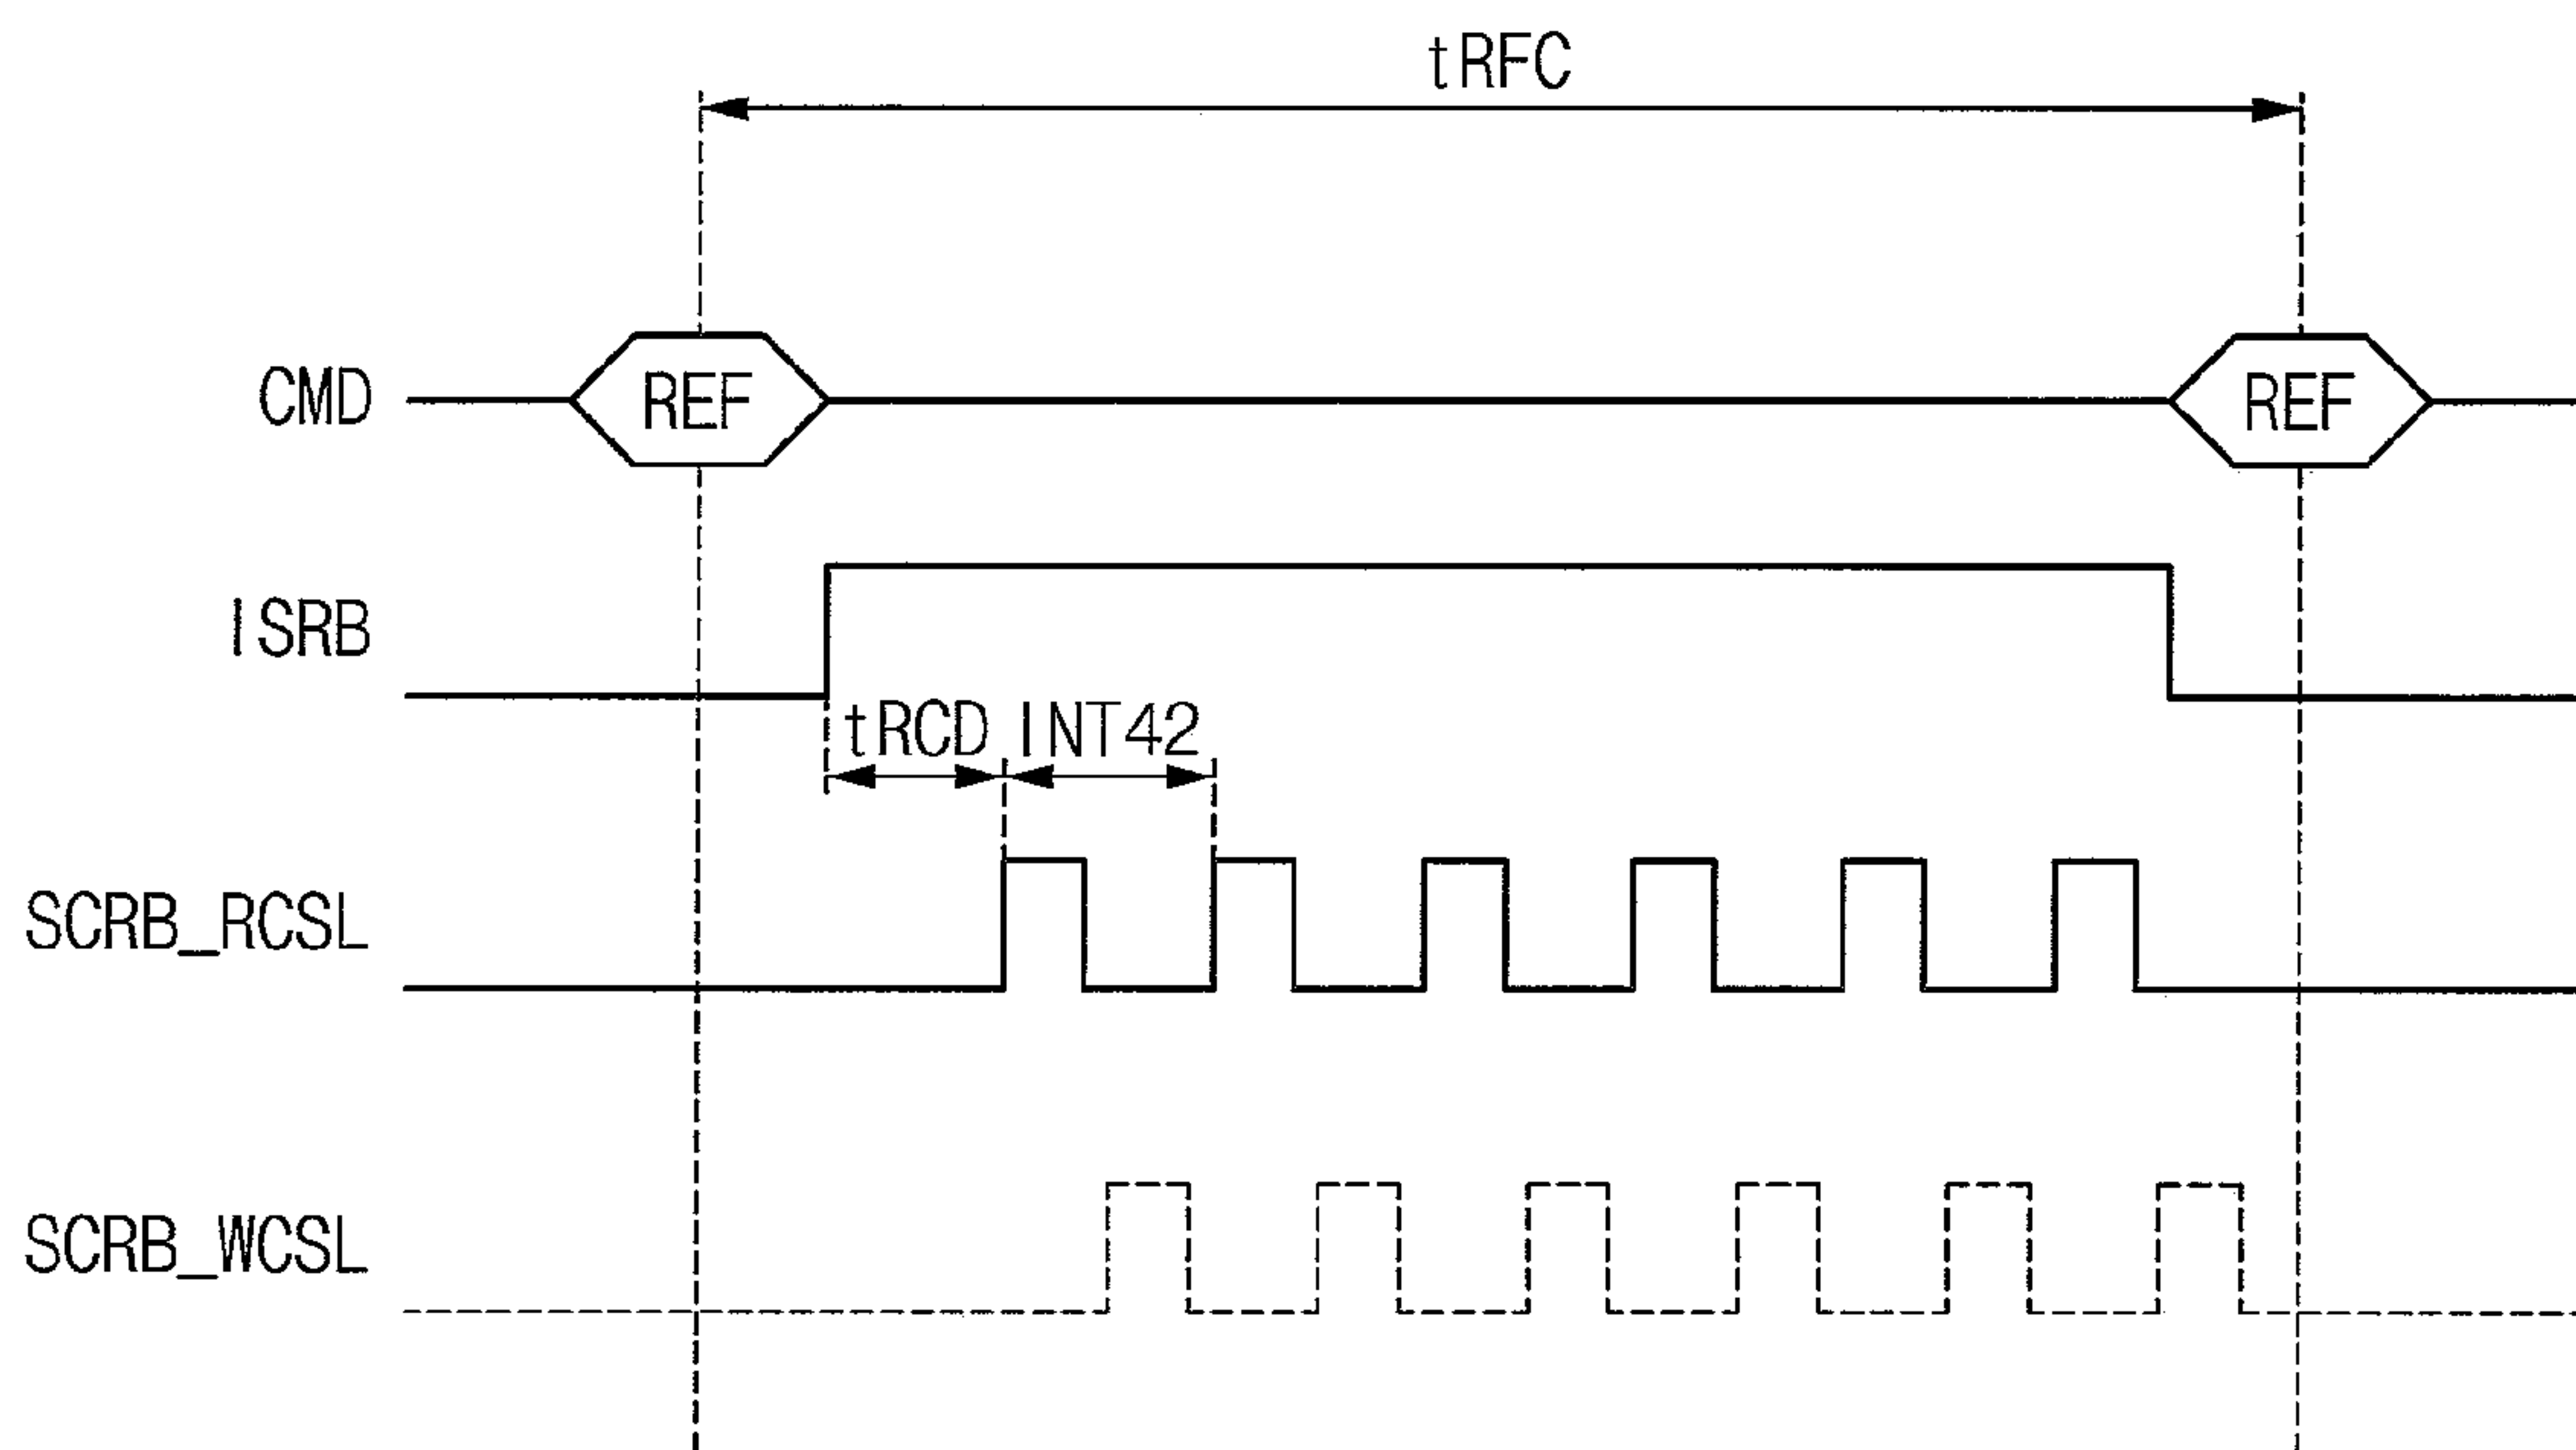 tRFC
CMD REF REF
ISRB
tRCD INT42
SCRB_RCSL
SCRB_WCSL